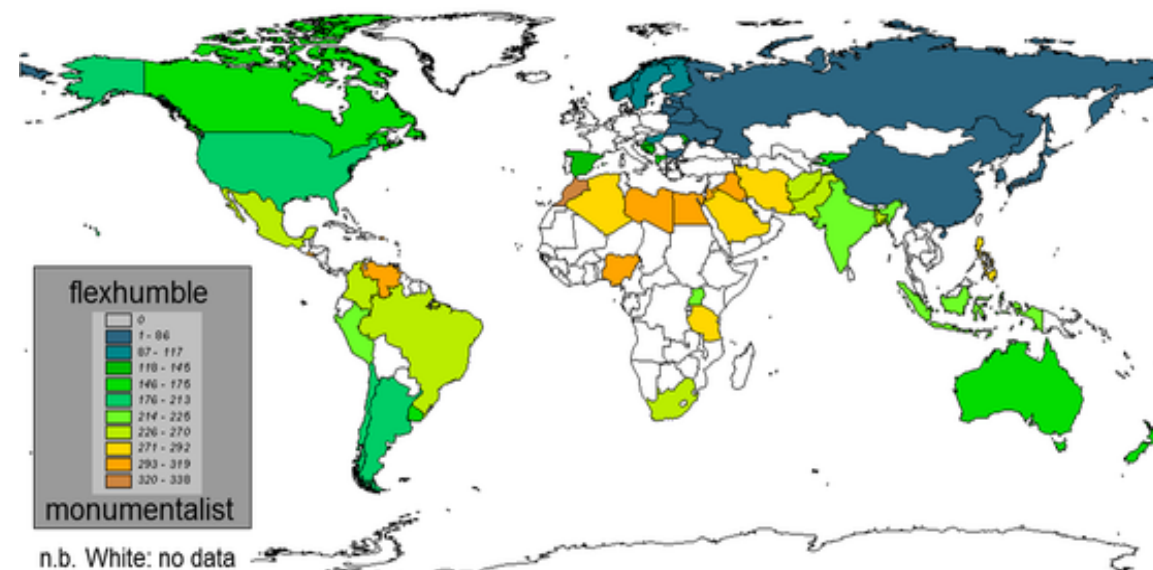 flexhumble
0
1 - 86
87 - 117
118 - 145
146 - 175
176 - 213
214 - 225
226 - 270
271 - 292
293 - 319
320 - 338
monumentalist
n.b. White: no data